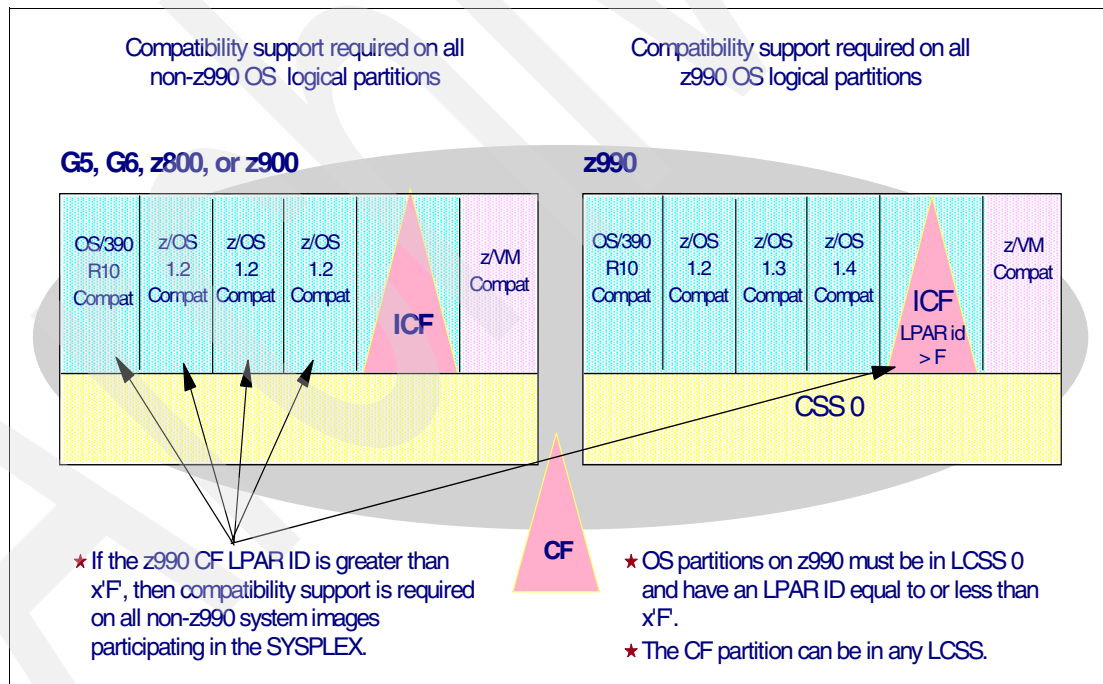 Compatibility support required on all
non-z990 OS logical partitions
Compatibility support required on all
z990 OS logical partitions
G5, G6, z800, or z900
z990
OS/390
R10
Compat
z/OS
1.2
Compat
z/OS
1.2
Compat
z/OS
1.2
Compat
ICF
z/VM
Compat
OS/390
R10
Compat
z/OS
1.2
Compat
z/OS
1.3
Compat
z/OS
1.4
Compat
ICF
LPAR id
> F
z/VM
Compat
CSS 0
CF
★ If the z990 CF LPAR ID is greater than
x'F', then compatibility support is required
on all non-z990 system images
participating in the SYSPLEX.
★ OS partitions on z990 must be in LCSS 0
and have an LPAR ID equal to or less than
x'F'.
★ The CF partition can be in any LCSS.